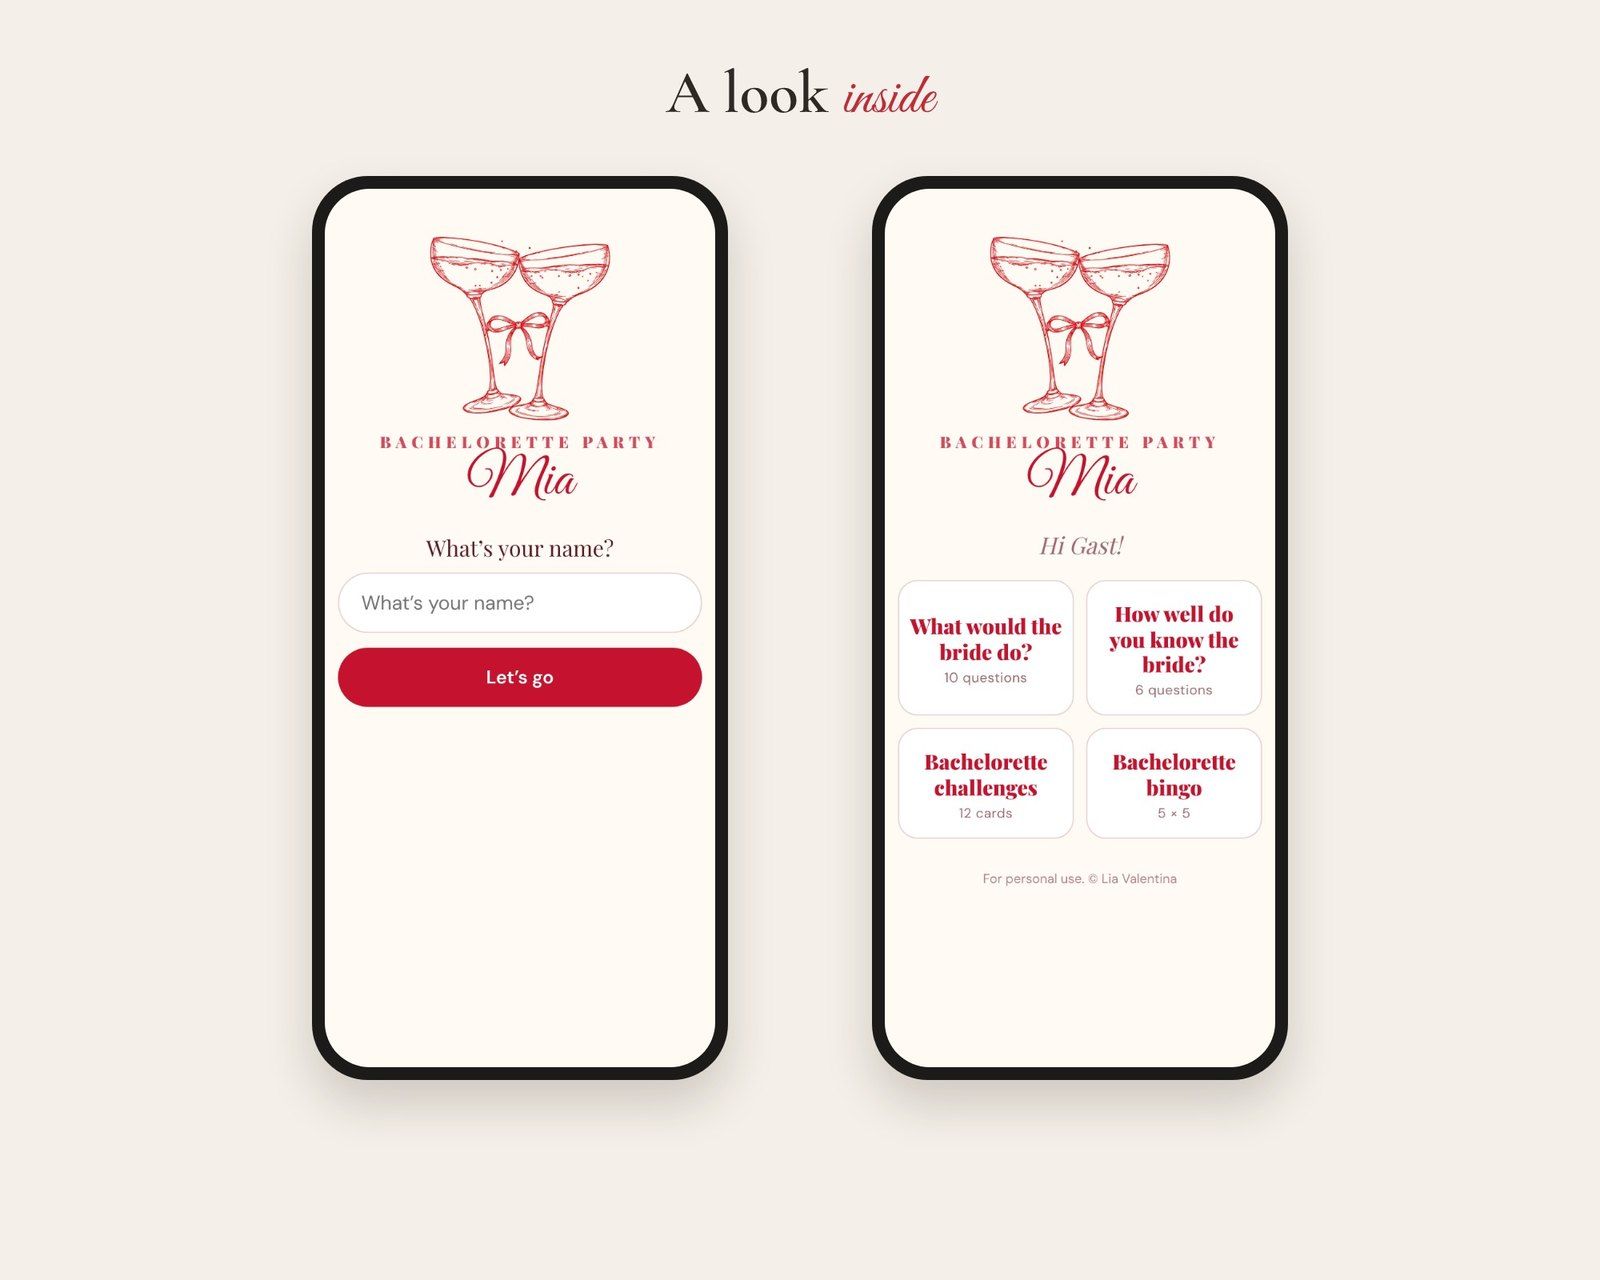 A look inside
BACHELORETTE PARTY
Mia
What's your name?
What's your name?
Let's go
BACHELORETTE PARTY
Mia
Hi Gast!
What would the
bride do?
10 questions
How well do
you know the
bride?
6 questions
Bachelorette
challenges
12 cards
Bachelorette
bingo
5 × 5
For personal use. © Lia Valentina